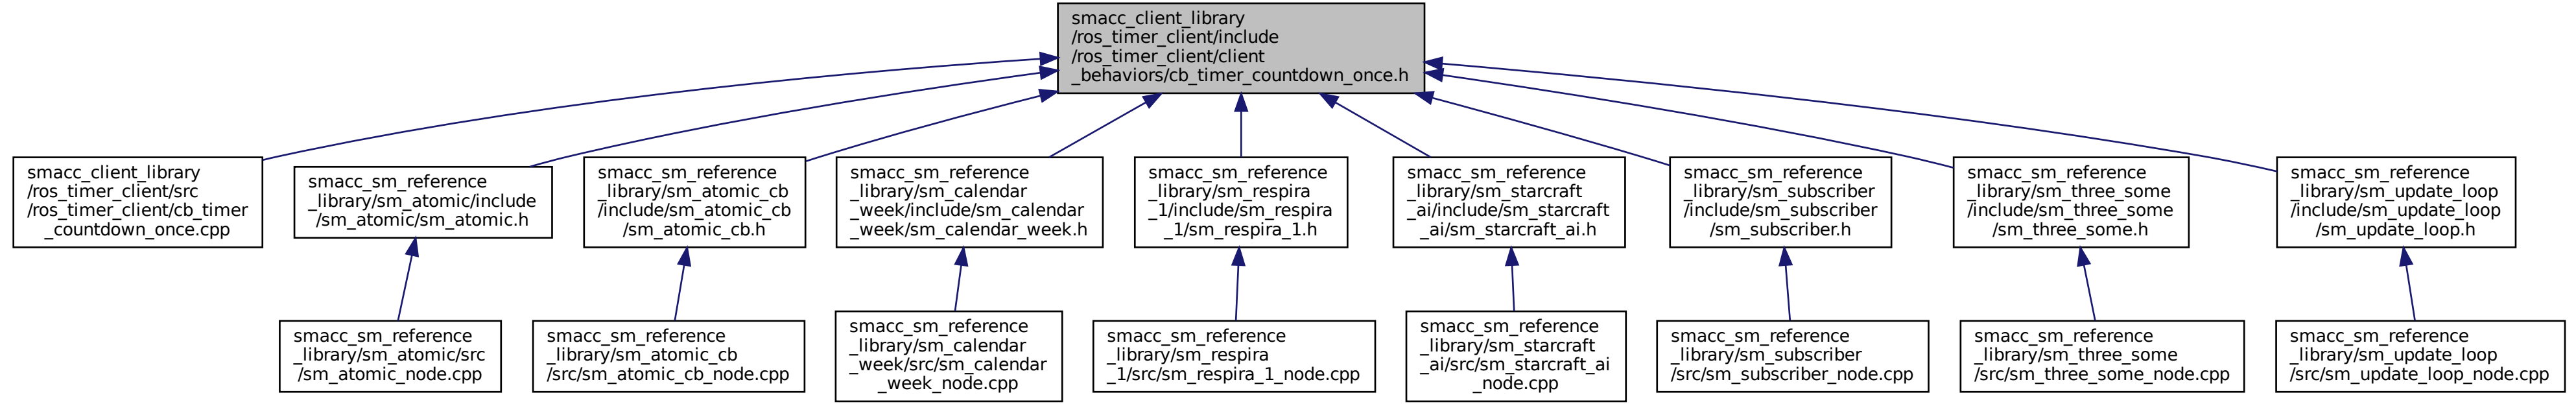 smacc_client_library
/ros_timer_client/include
/ros_timer_client/client
_behaviors/cb_timer_countdown_once.h
smacc_client_library
/ros_timer_client/src
/ros_timer_client/cb_timer
_countdown_once.cpp
smacc_sm_reference
_library/sm_atomic/include
/sm_atomic/sm_atomic.h
smacc_sm_reference
_library/sm_atomic_cb
/include/sm_atomic_cb
/sm_atomic_cb.h
smacc_sm_reference
_library/sm_calendar
_week/include/sm_calendar
_week/sm_calendar_week.h
smacc_sm_reference
_library/sm_respira
_1/include/sm_respira
_1/sm_respira_1.h
smacc_sm_reference
_library/sm_starcraft
_ai/include/sm_starcraft
_ai/sm_starcraft_ai.h
smacc_sm_reference
_library/sm_subscriber
/include/sm_subscriber
/sm_subscriber.h
smacc_sm_reference
_library/sm_three_some
/include/sm_three_some
/sm_three_some.h
smacc_sm_reference
_library/sm_update_loop
/include/sm_update_loop
/sm_update_loop.h
smacc_sm_reference
_library/sm_atomic/src
/sm_atomic_node.cpp
smacc_sm_reference
_library/sm_atomic_cb
/src/sm_atomic_cb_node.cpp
smacc_sm_reference
_library/sm_calendar
_week/src/sm_calendar
_week_node.cpp
smacc_sm_reference
_library/sm_respira
_1/src/sm_respira_1_node.cpp
smacc_sm_reference
_library/sm_starcraft
_ai/src/sm_starcraft_ai
_node.cpp
smacc_sm_reference
_library/sm_subscriber
/src/sm_subscriber_node.cpp
smacc_sm_reference
_library/sm_three_some
/src/sm_three_some_node.cpp
smacc_sm_reference
_library/sm_update_loop
/src/sm_update_loop_node.cpp